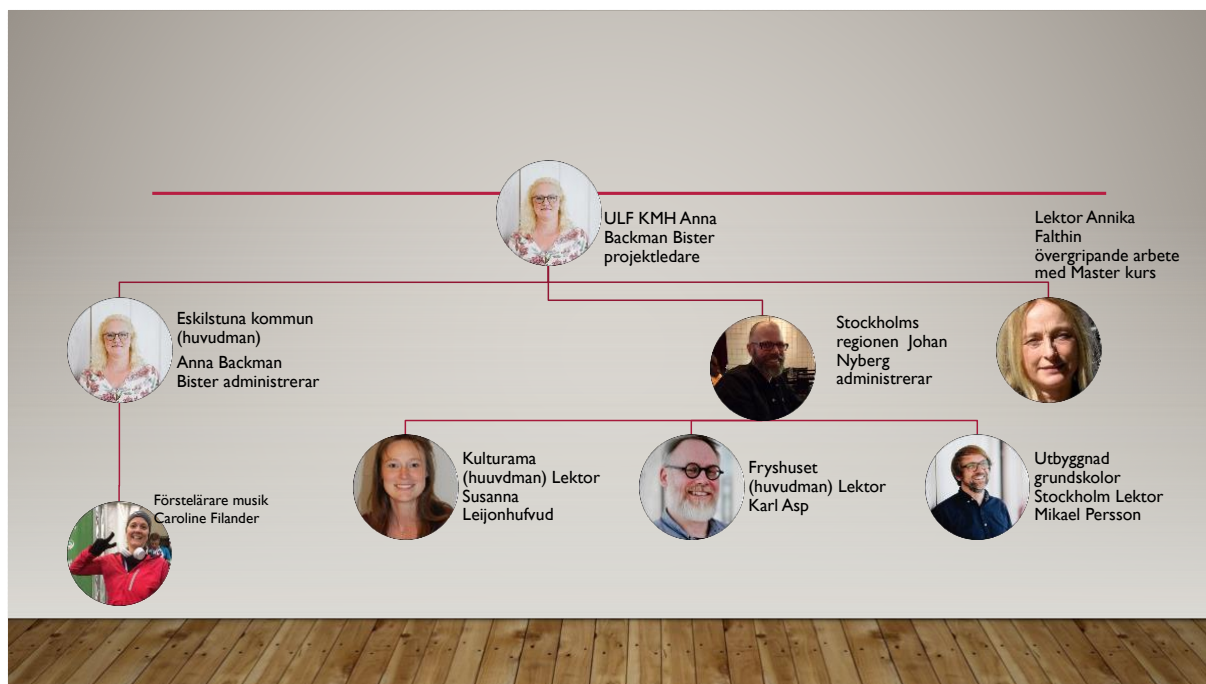 ULF KMH Anna
Backman Bister
projektledare
Lektor Annika
Falthin
övergripande arbete
med Master kurs
Eskilstuna kommun
(huvudman)
Anna Backman
Bister administrerar
Stockholms
regionen Johan
Nyberg
administrerar
Förstelärare musik
Caroline Filander
Kulturama
(huuvdman) Lektor
Susanna
Leijonhufvud
Fryshuset
(huvudman) Lektor
Karl Asp
Utbyggnad
grundskolor
Stockholm Lektor
Mikael Persson